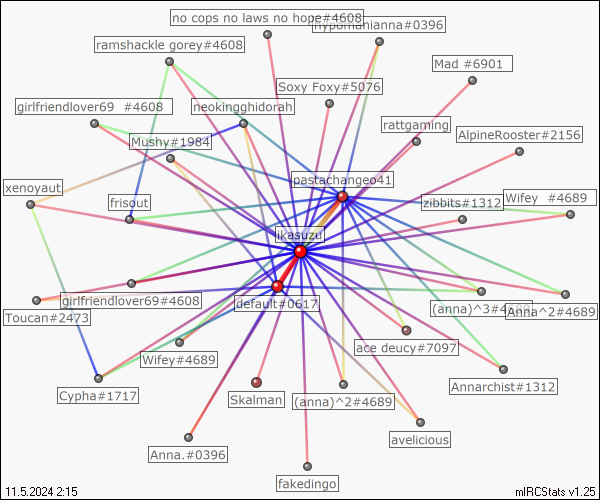 no cops no laws no hope#4608
hypomanianna#0396
ramshackle gorey#4608
Mad #6901
Soxy Foxy#5076
girlfriendlover69 #4608
neokingghidorah
rattgaming
AlpineRooster#2156
Mushy#1984
pastachangeo41
xenoyaut
frisout
zibbits#1312
Wifey #4689
ikasuzu
girlfriendlover69#4608
default#0617
(anna)^3#4689
Anna^2#4689
Toucan#2473
Wifey#4689
ace deucy#7097
Annarchist#1312
Cypha#1717
Skalman
(anna)^2#4689
avelicious
Anna.#0396
fakedingo
11.5.2024 2:15
mIRCStats v1.25